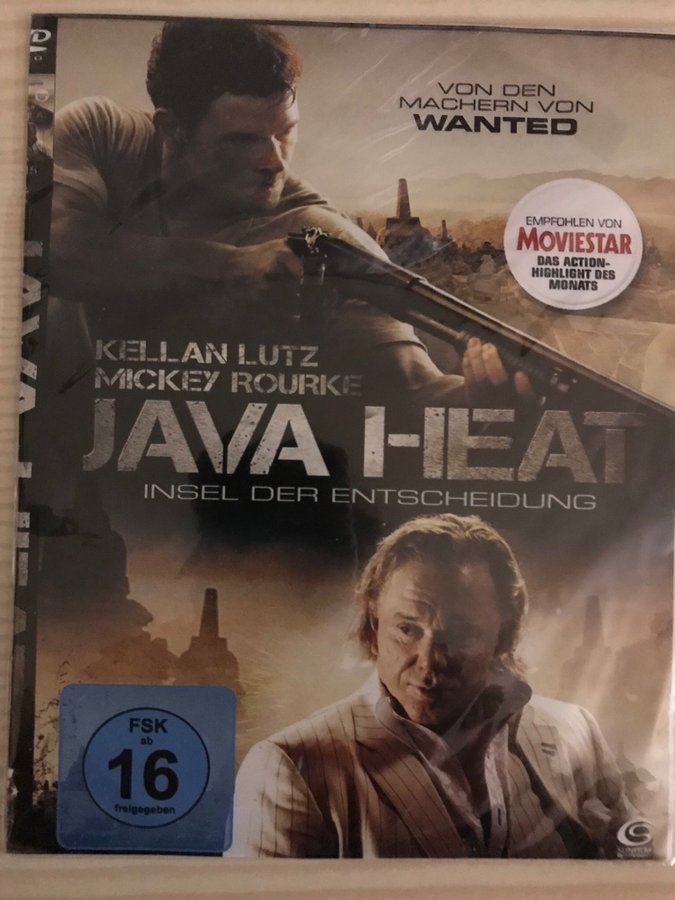 VON DEN
MACHERN VON
WANTED
EMPFOHLEN VON
MOVIESTAR
DAS ACTION-
HIGHLIGHT DES
MONATS
KELLAN LUTZ
MICKEY ROURKE
JAVA HEAT
INSEL DER ENTSCHEIDUNG
FSK
ab
16
freigegeben